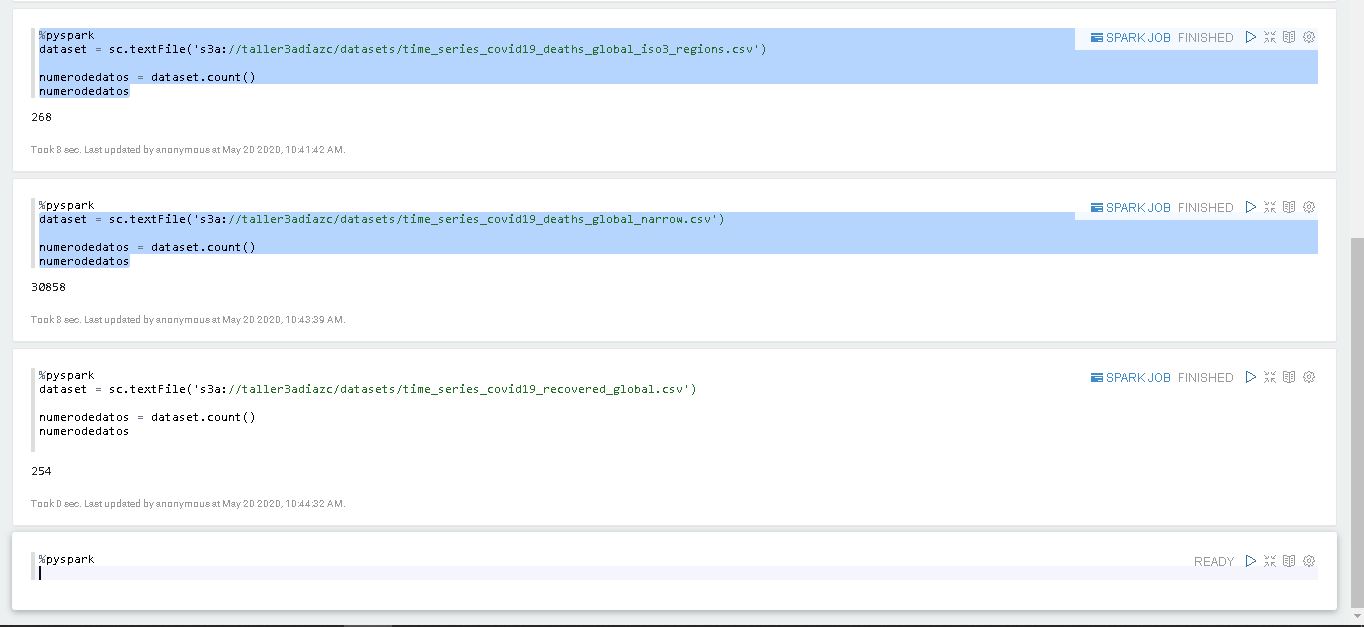 %pyspark
dataset = sc.textFile('s3a://taller3adiazc/datasets/time_series_covid19_deaths_global_iso3_regions.csv')
SPARK JOB FINISHED
numerodedatos = dataset.count()
numerodedatos
268
Took 8 sec. Last updated by anonymous at May 20 2020, 10:41:42 AM.
%pyspark
dataset = sc.textFile('s3a://taller3adiazc/datasets/time_series_covid19_deaths_global_narrow.csv')
SPARK JOB FINISHED
numerodedatos = dataset.count()
numerodedatos
30858
Took 8 sec. Last updated by anonymous at May 20 2020, 10:43:39 AM.
%pyspark
dataset = sc.textFile('s3a://taller3adiazc/datasets/time_series_covid19_recovered_global.csv')
SPARK JOB FINISHED
numerodedatos = dataset.count()
numerodedatos
254
Took 0 sec. Last updated by anonymous at May 20 2020, 10:44:32 AM.
%pyspark
READY